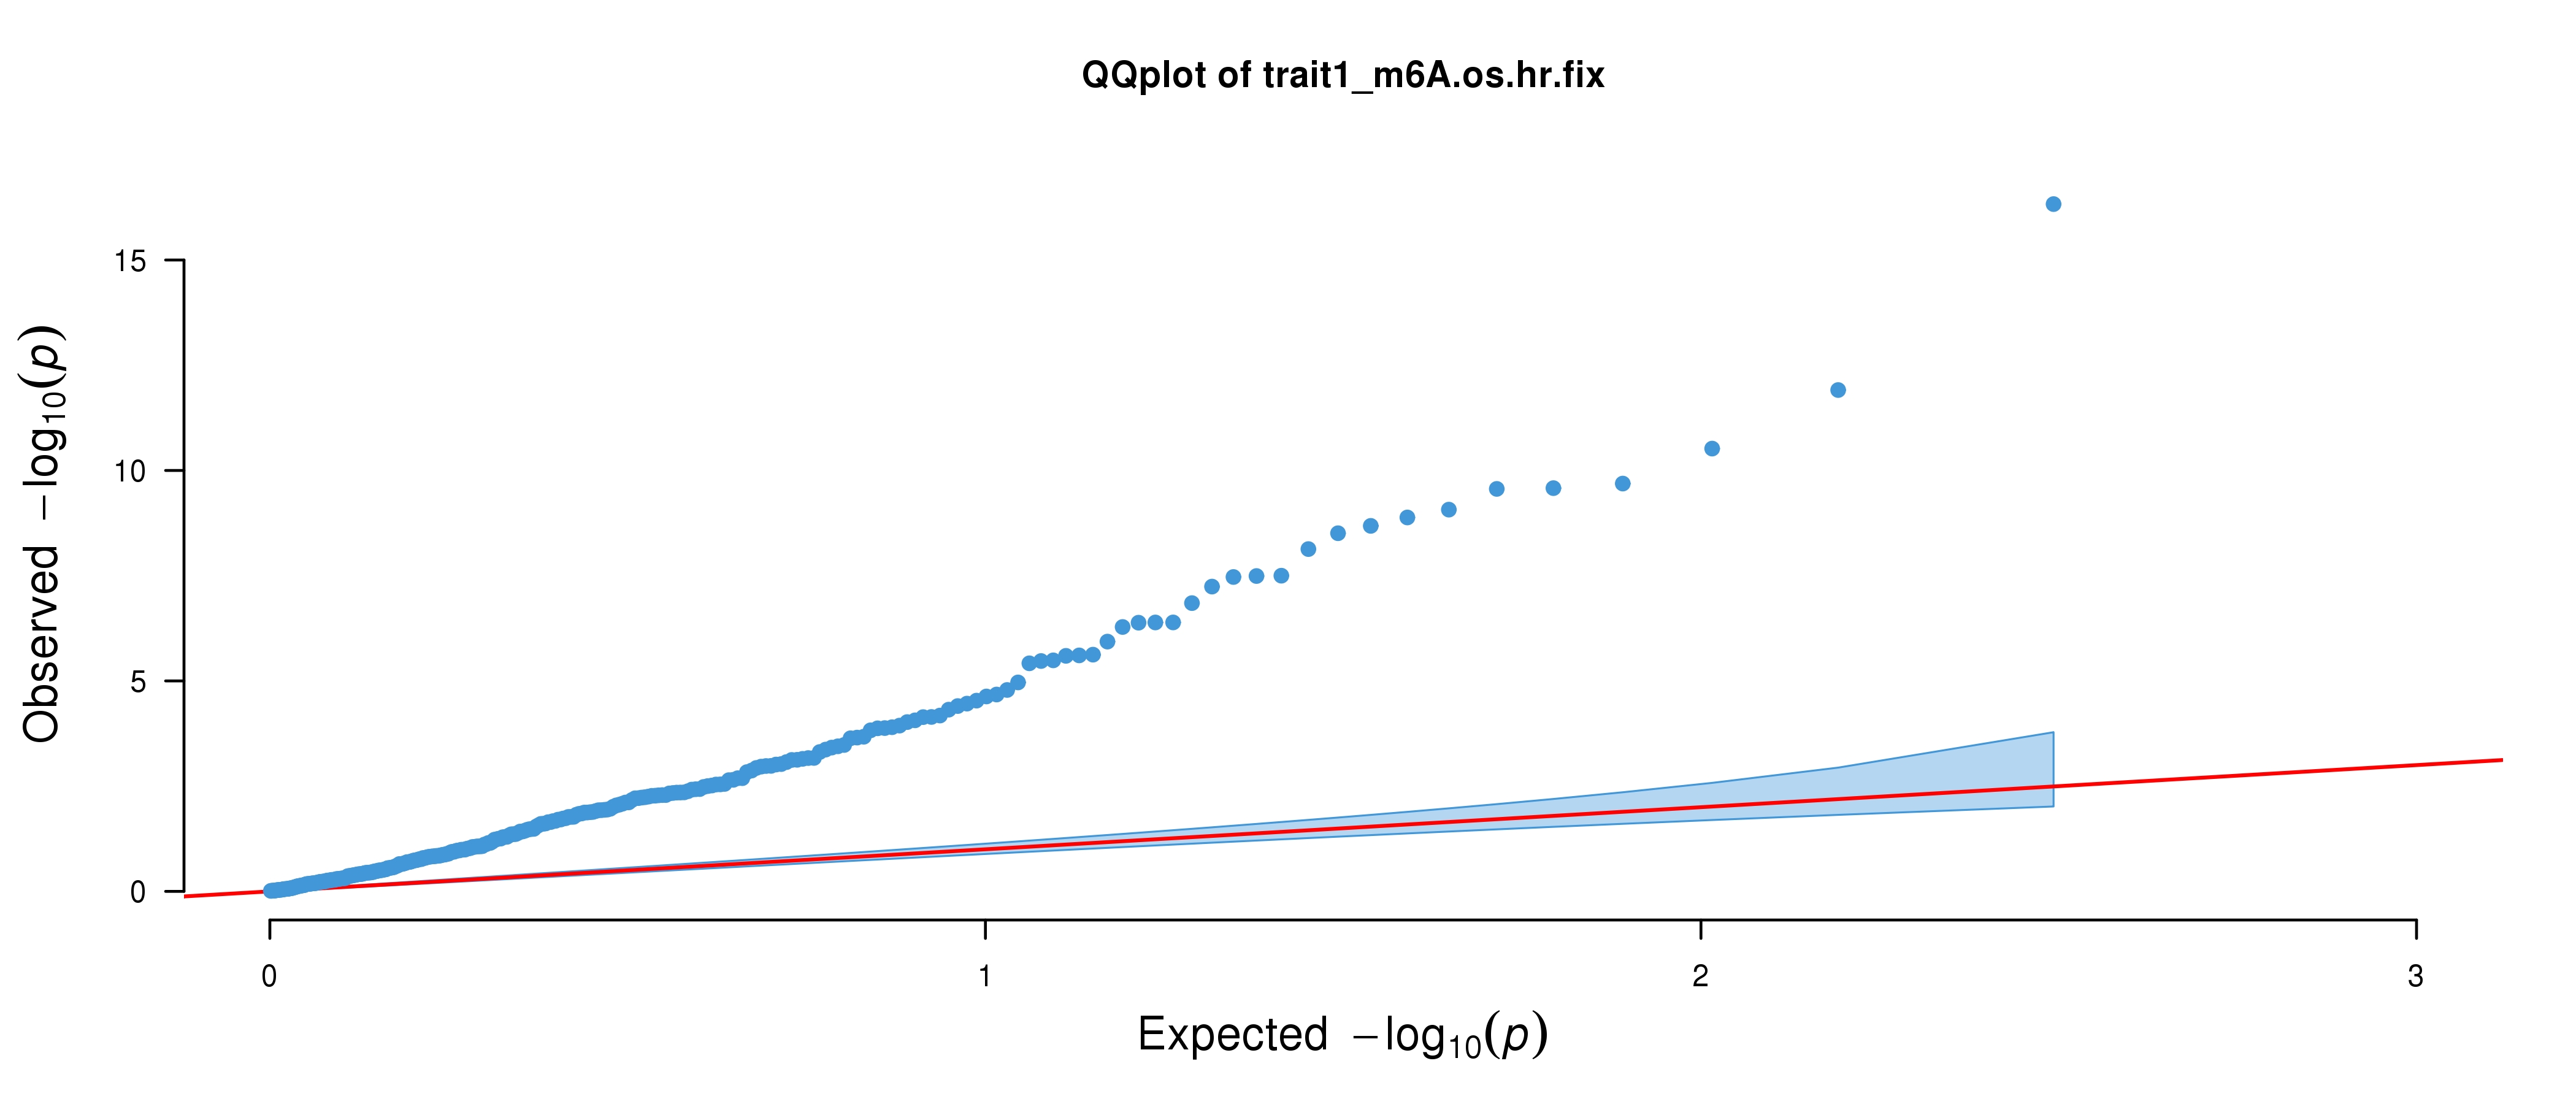 QQplot of trait1_m6A.os.hr.fix
Observed −log10(p)
15
10
5
0
0 1 2 3
Expected −log10(p)